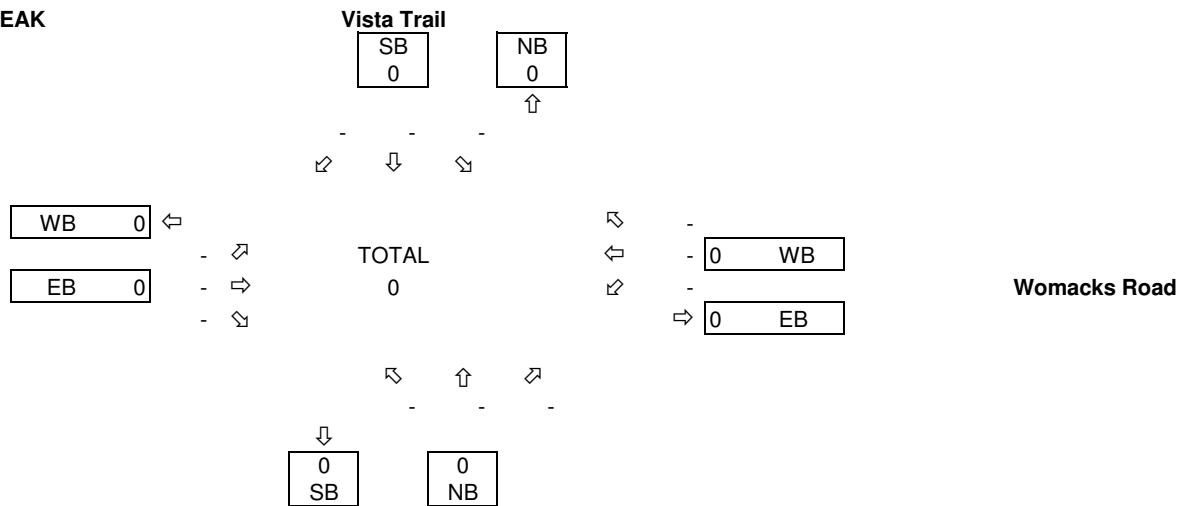 EAK Vista Trail
SB NB
0 0
⇧
- - -
⬃ ⇩ ⬂
WB 0 ⇦ ⬁ -
- ⬀ TOTAL ⇦ - 0 WB
EB 0 - ⇨ 0 ⬃ - Womacks Road
- ⬂ ⇨ 0 EB
⬁ ⇧ ⬀
- - -
⇩
0 0
SB NB